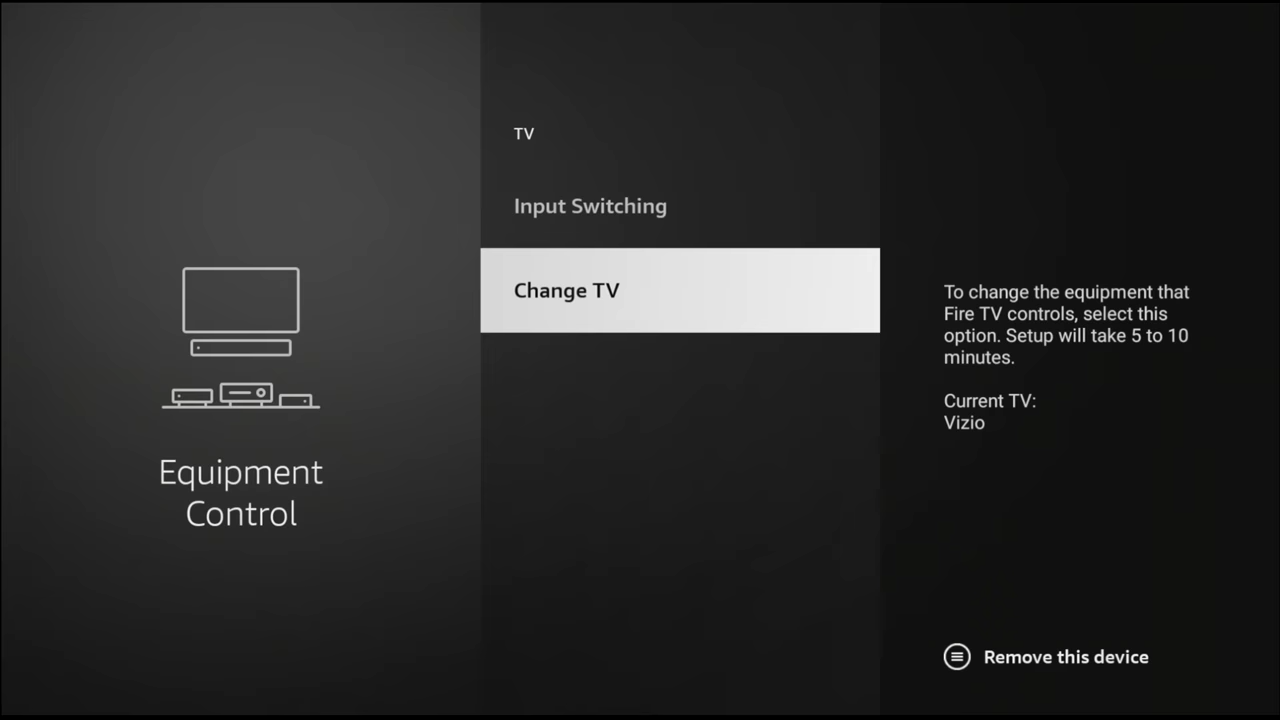 TV
Input Switching
Change TV
Equipment
Control
To change the equipment that
Fire TV controls, select this
option. Setup will take 5 to 10
minutes.
Current TV:
Vizio
Remove this device